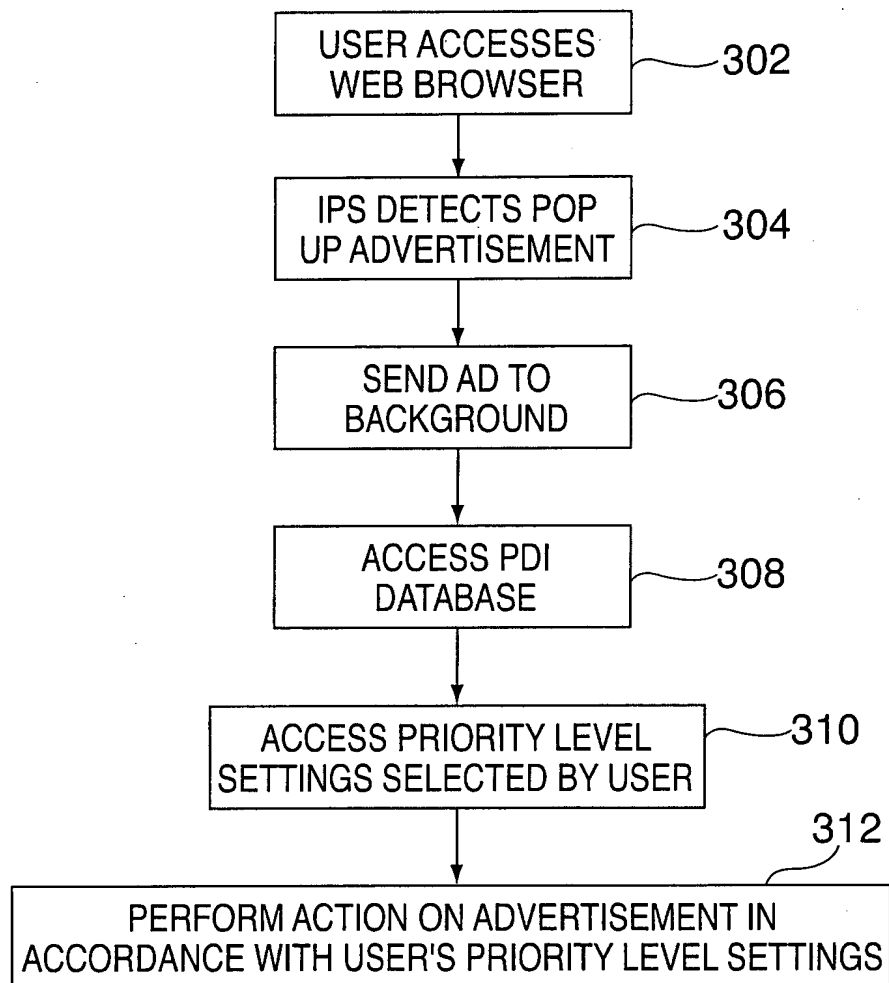 USER ACCESSES
WEB BROWSER
302
IPS DETECTS POP
UP ADVERTISEMENT
304
SEND AD TO
BACKGROUND
306
ACCESS PDI
DATABASE
308
ACCESS PRIORITY LEVEL
SETTINGS SELECTED BY USER
310
312
PERFORM ACTION ON ADVERTISEMENT IN
ACCORDANCE WITH USER'S PRIORITY LEVEL SETTINGS